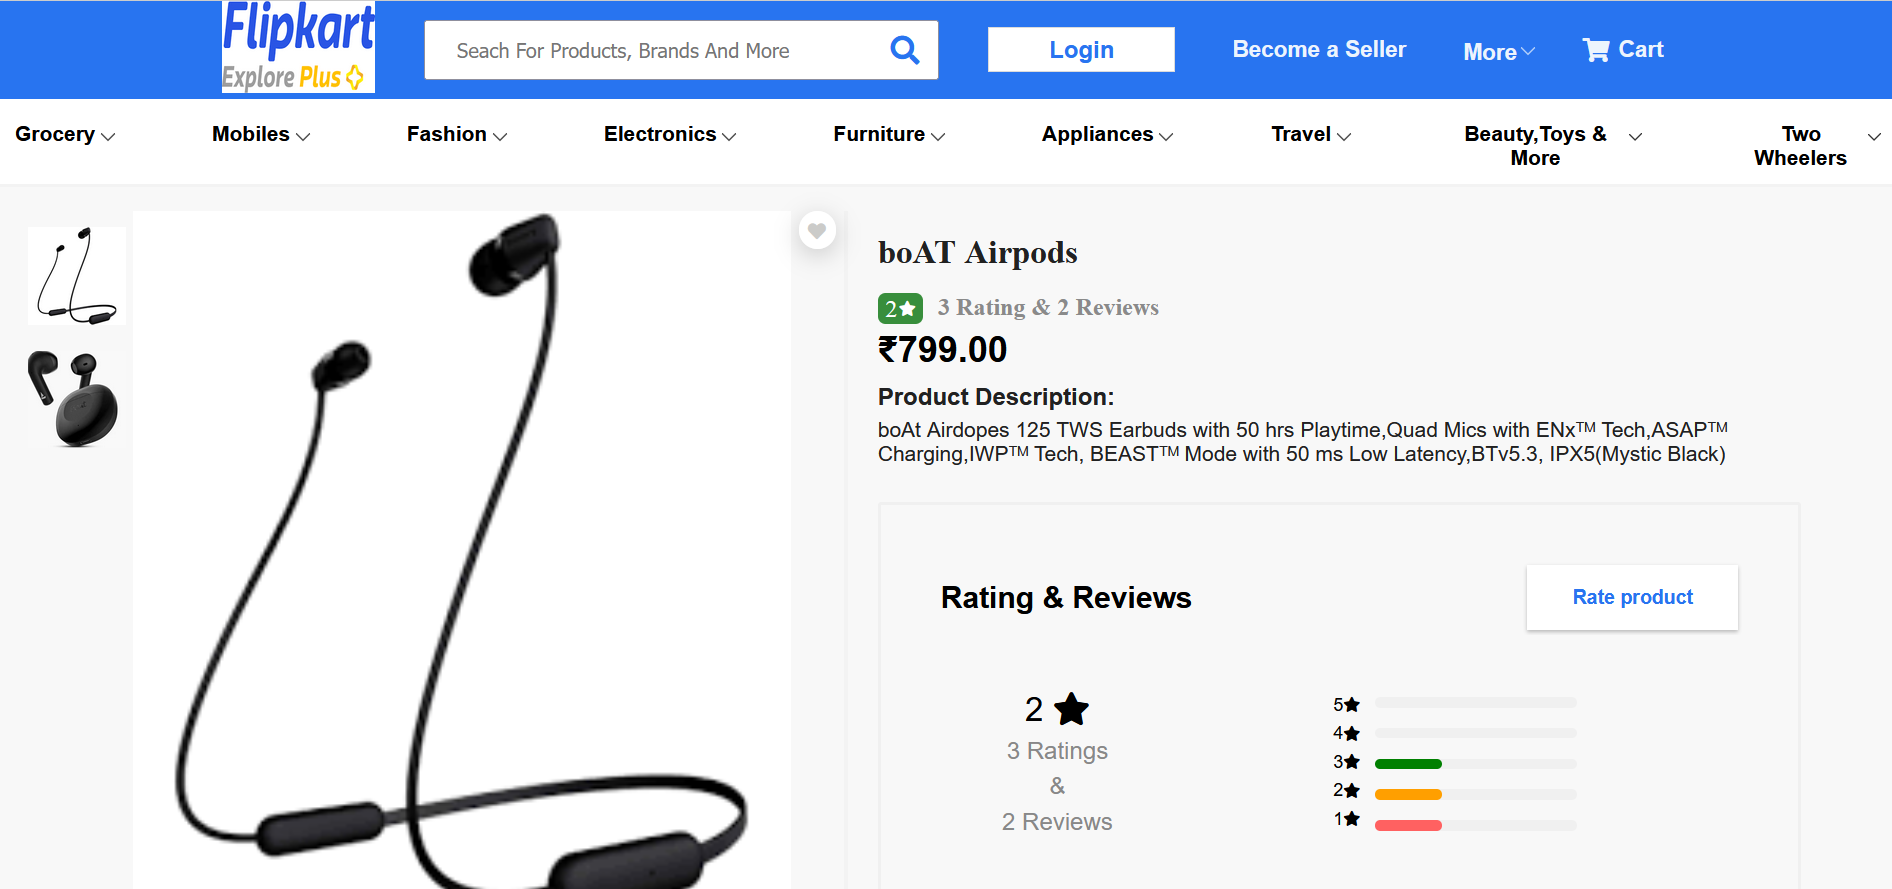 Flipkart
Explore Plus
Seach For Products, Brands And More
Login
Become a Seller
More
Cart
Grocery
Mobiles
Fashion
Electronics
Furniture
Appliances
Travel
Beauty,Toys &
More
Two
Wheelers
boAT Airpods
2★ 3 Rating & 2 Reviews
₹799.00
Product Description:
boAt Airdopes 125 TWS Earbuds with 50 hrs Playtime,Quad Mics with ENx™ Tech,ASAP™
Charging,IWP™ Tech, BEAST™ Mode with 50 ms Low Latency,BTv5.3, IPX5(Mystic Black)
Rating & Reviews
Rate product
2 ★
3 Ratings
&
2 Reviews
5★
4★
3★
2★
1★